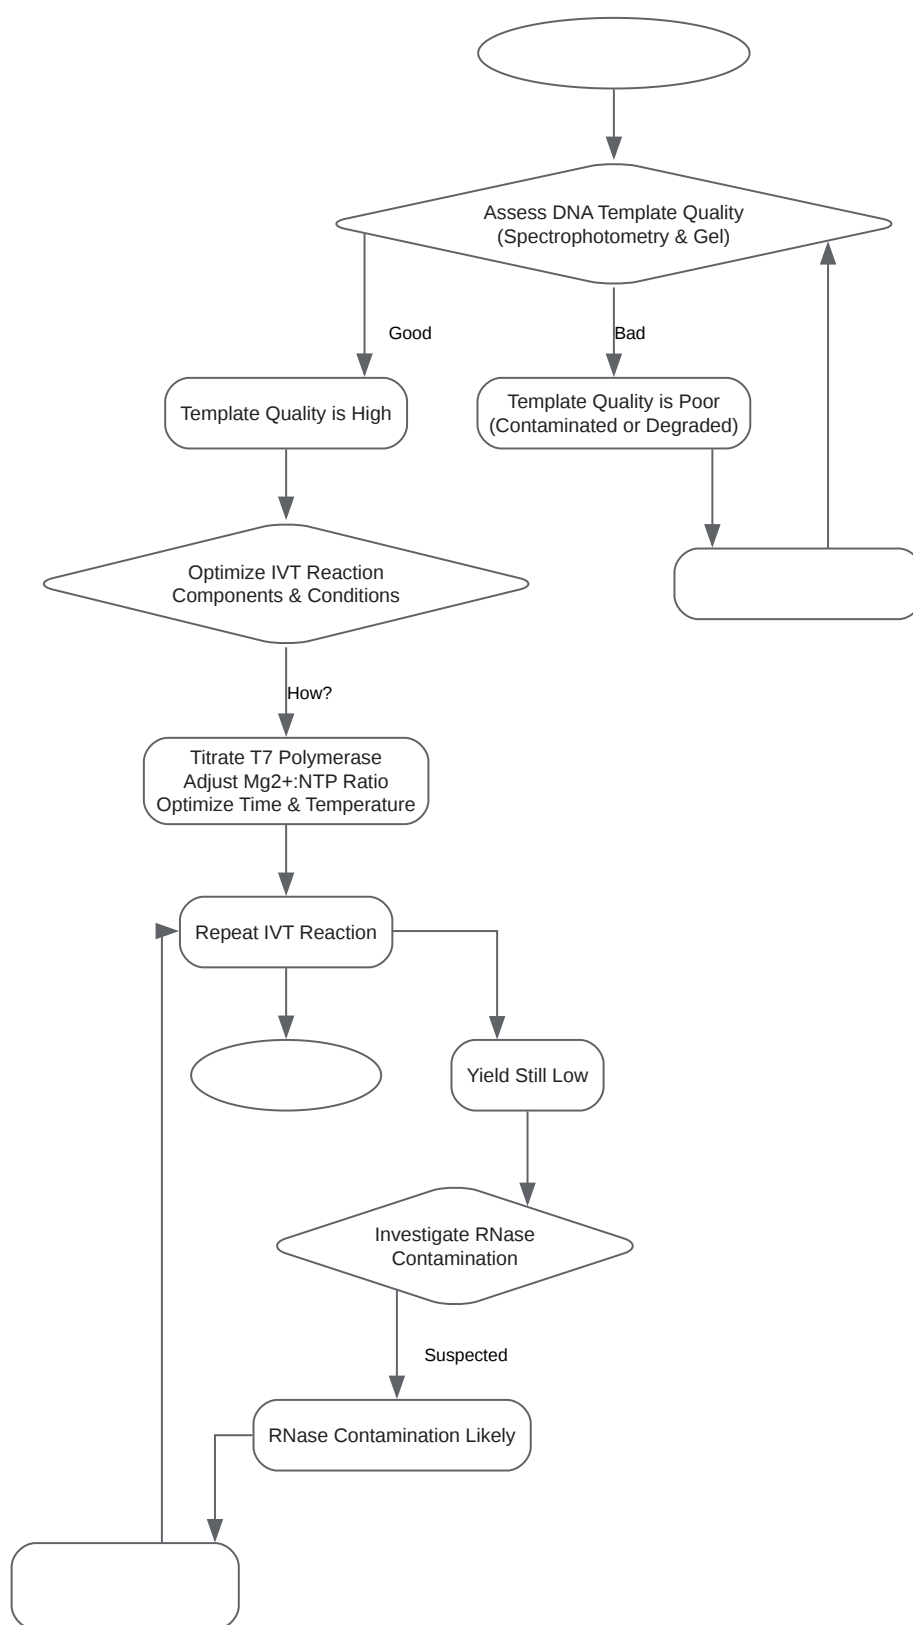 Assess DNA Template Quality
(Spectrophotometry & Gel)
Good
Bad
Template Quality is High
Template Quality is Poor
(Contaminated or Degraded)
Optimize IVT Reaction
Components & Conditions
How?
Titrate T7 Polymerase
Adjust Mg2+:NTP Ratio
Optimize Time & Temperature
Repeat IVT Reaction
Yield Still Low
Investigate RNase
Contamination
Suspected
RNase Contamination Likely